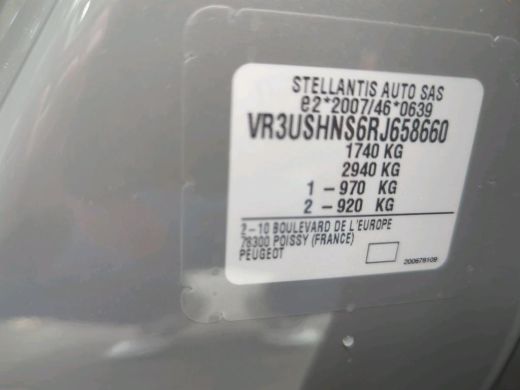 STELLANTIS AUTO SAS
e2*2007/46*0639
VR3USHNS6RJ658660
1740 KG
2940 KG
1 - 970 KG
2 - 920 KG
2-10 BOULEVARD DE L'EUROPE
78300 POISSY (FRANCE)
PEUGEOT
200679109